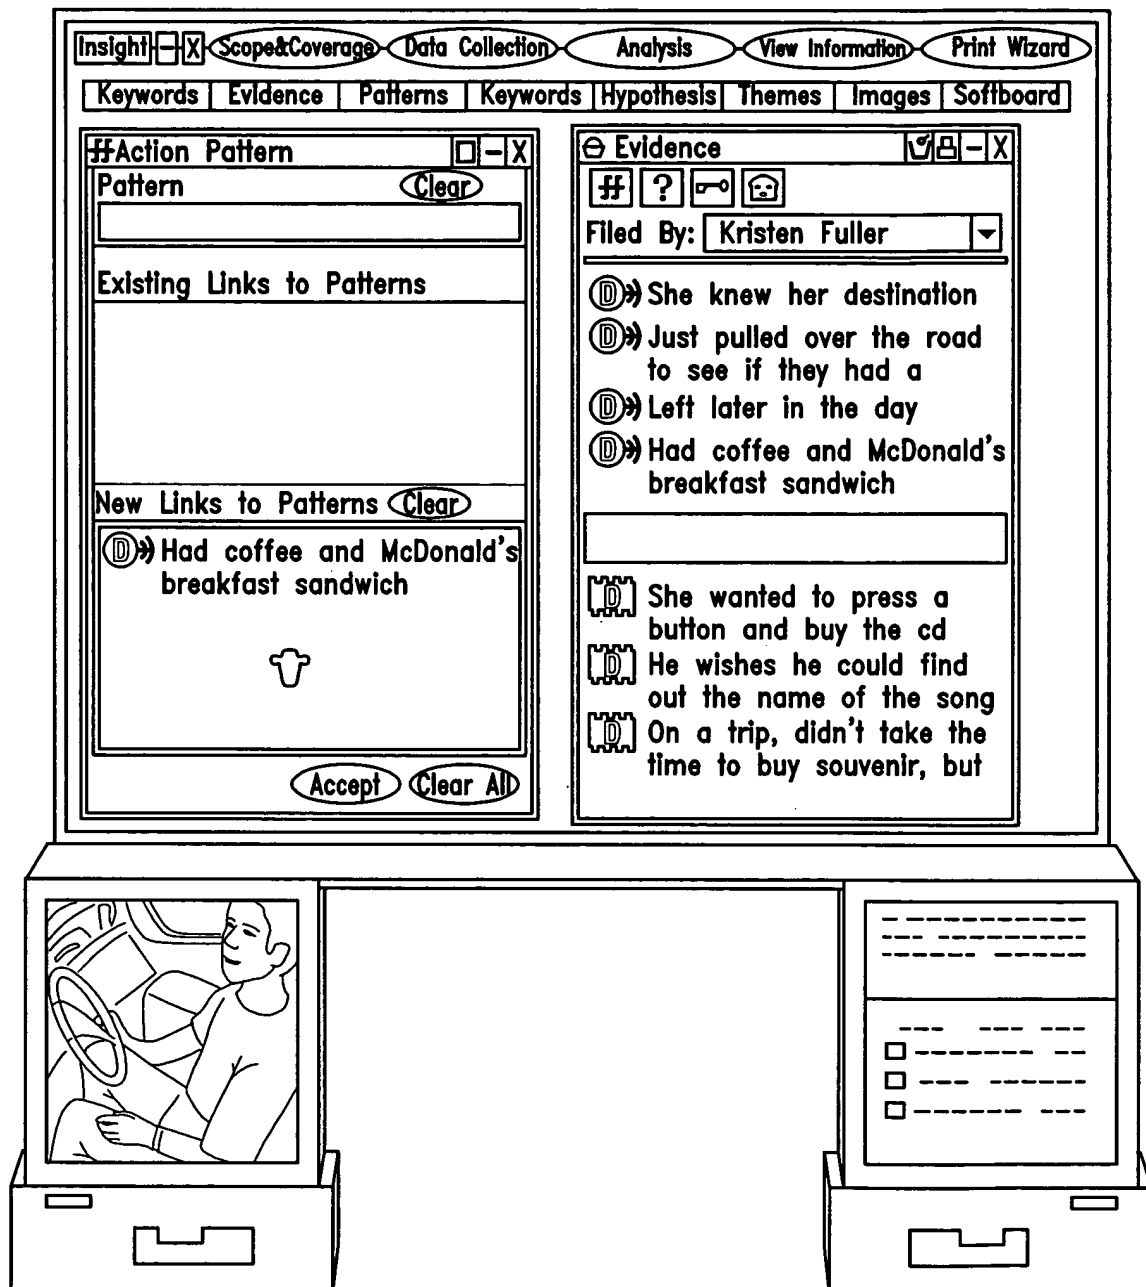 Insight - X Scope&Coverage Data Collection Analysis View Information Print Wizard
Keywords Evidence Patterns Keywords Hypothesis Themes Images Softboard
Action Pattern - X
Pattern Clear
Existing Links to Patterns
New Links to Patterns Clear
D Had coffee and McDonald's
breakfast sandwich
Accept Clear All
Evidence - X
?
Filed By: Kristen Fuller
D She knew her destination
D Just pulled over the road
to see if they had a
D Left later in the day
D Had coffee and McDonald's
breakfast sandwich
D She wanted to press a
button and buy the cd
D He wishes he could find
out the name of the song
D On a trip, didn't take the
time to buy souvenir, but